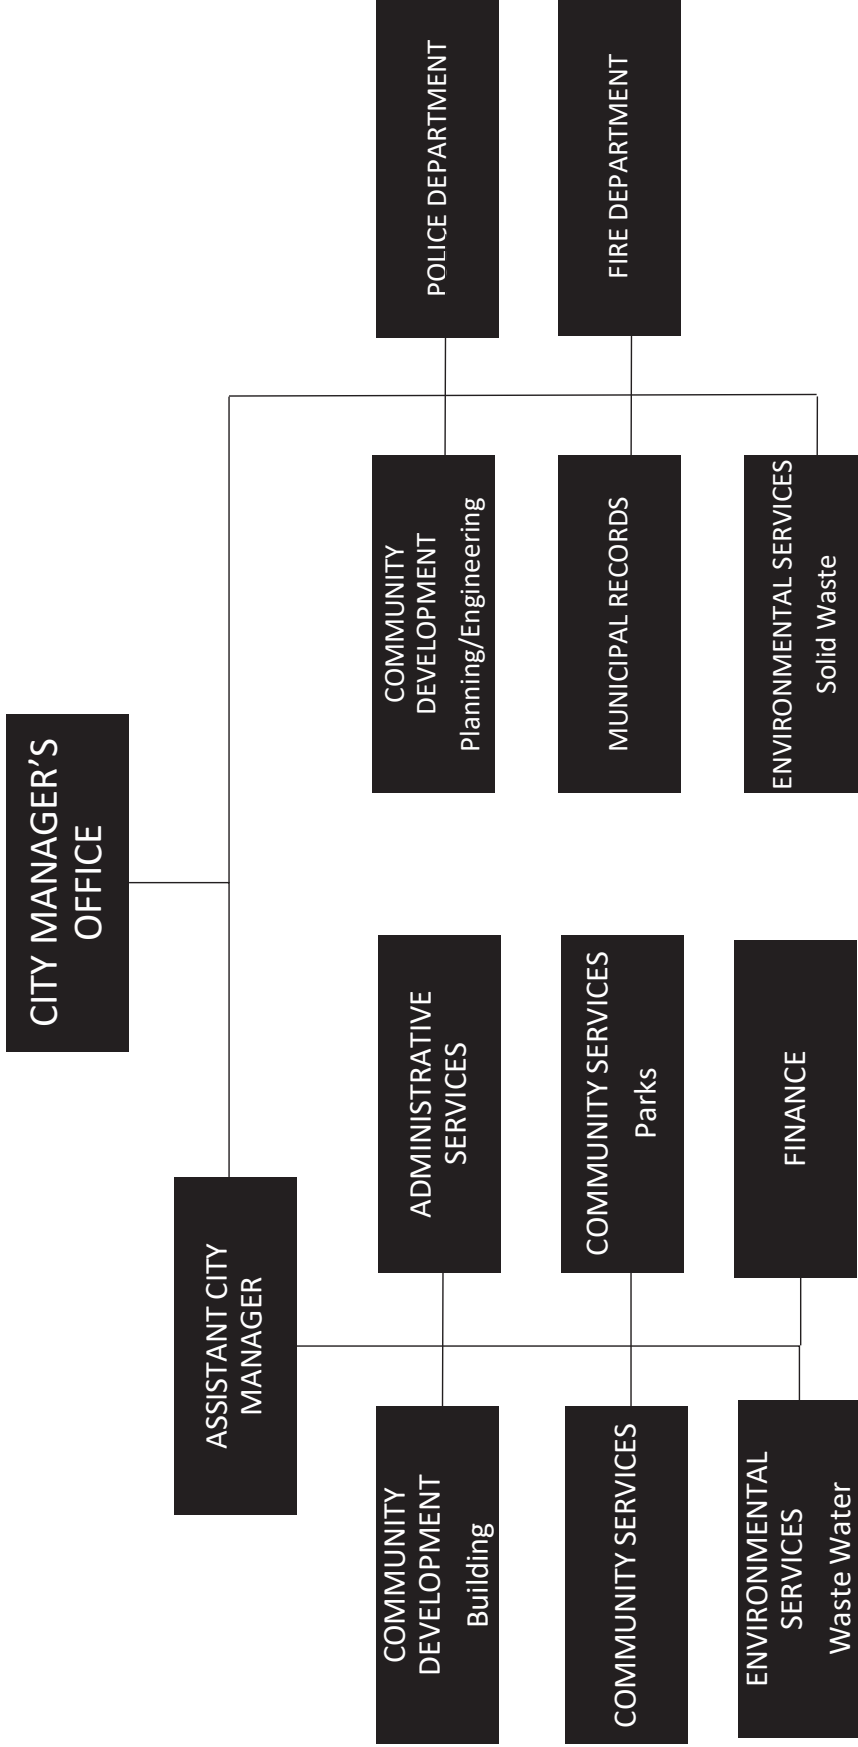 CITY MANAGER’S
OFFICE
ASSISTANT CITY
MANAGER
COMMUNITY
DEVELOPMENT
Building
ADMINISTRATIVE
SERVICES
COMMUNITY SERVICES
COMMUNITY SERVICES
Parks
ENVIRONMENTAL
SERVICES
Waste Water
FINANCE
COMMUNITY
DEVELOPMENT
Planning/Engineering
POLICE DEPARTMENT
MUNICIPAL RECORDS
FIRE DEPARTMENT
ENVIRONMENTAL SERVICES
Solid Waste